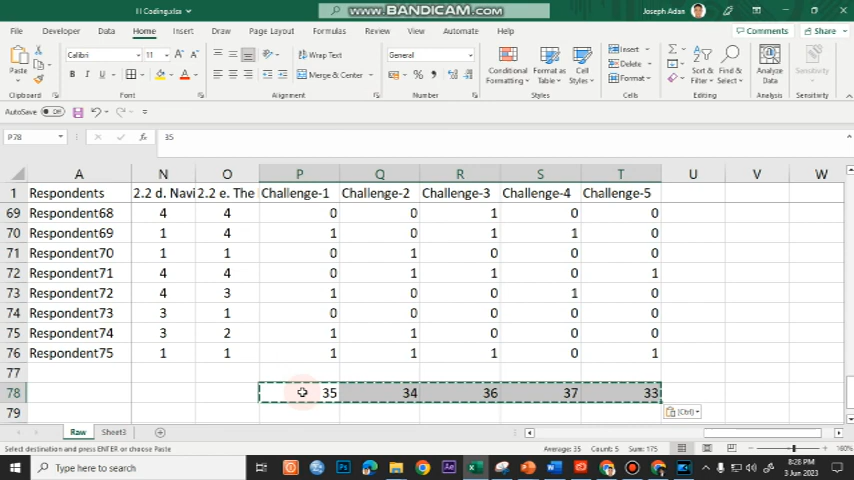 I I Coding.xlsx
www.BANDICAM.com
Joseph Adan
File Developer Home Insert Draw Page Layout Formulas Review View Automate Help
Comments Share
Paste
Calibri 11
Wrap Text
General
Merge & Center
Conditional Formatting
Format as Table
Cell Styles
Insert
Delete
Format
Sort & Filter
Find & Select
Analyze Data
Sensitivity
Clipboard Font Alignment Number Styles Cells Editing Analysis Sensitivity
AutoSave Off
P78 fx 35
A N O P Q R S T U V W
1 Respondents 2.2 d. Navi 2.2 e. The Challenge-1 Challenge-2 Challenge-3 Challenge-4 Challenge-5
69 Respondent68 4 4 0 0 1 0 0
70 Respondent69 1 4 1 0 1 1 0
71 Respondent70 1 1 0 1 0 0 0
72 Respondent71 4 4 0 1 1 0 1
73 Respondent72 4 3 1 0 0 1 0
74 Respondent73 3 1 0 0 0 0 0
75 Respondent74 3 2 1 1 0 0 0
76 Respondent75 1 1 1 1 1 0 1
77
78 35 34 36 37 33
79 (Ctrl)
Raw Sheet3
Select destination and press ENTER or choose Paste Average: 35 Count: 5 Sum: 175 160%
Type here to search
8:28 PM
3 Jun 2023